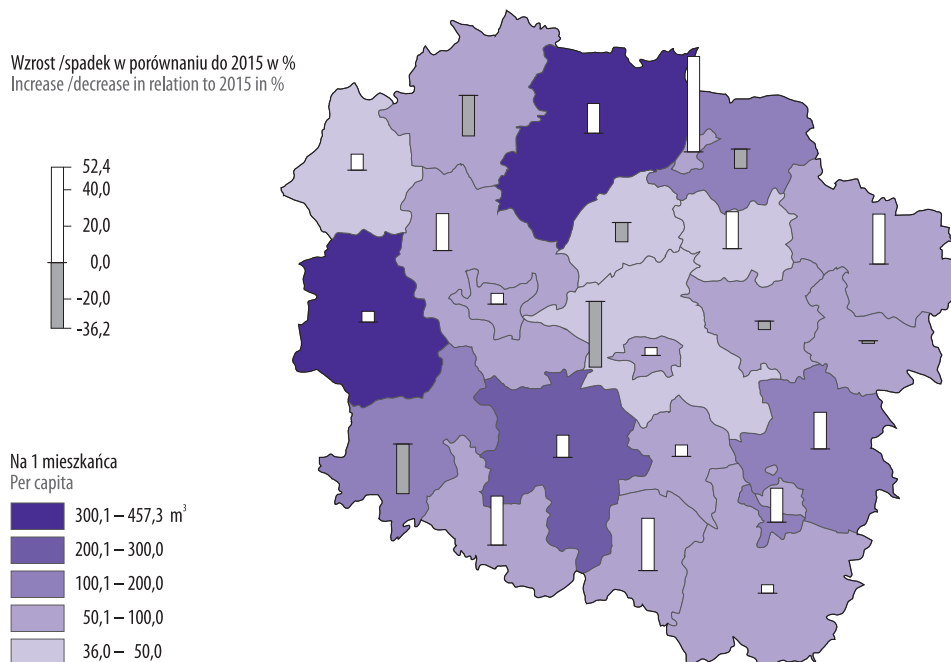 Wzrost /spadek w porównaniu do 2015 w %
Increase /decrease in relation to 2015 in %
52,4
40,0
20,0
0,0
-20,0
-36,2
Na 1 mieszkańca
Per capita
300,1 – 457,3 m³
200,1 – 300,0
100,1 – 200,0
50,1 – 100,0
36,0 – 50,0